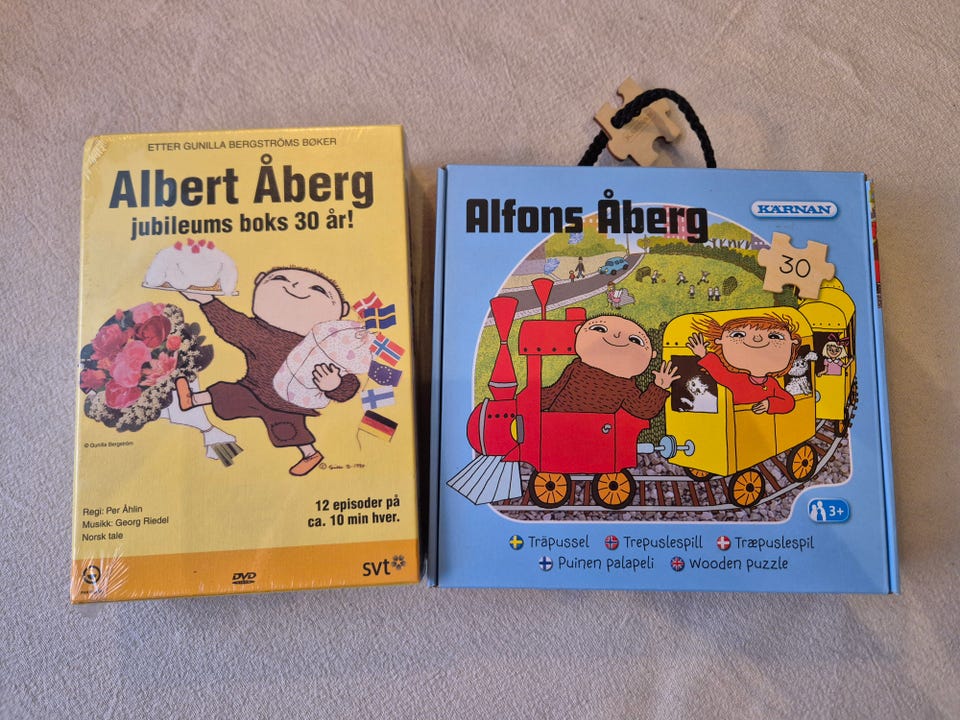 ETTER GUNILLA BERGSTRÖMS BØKER
Albert Åberg
jubileums boks 30 år!
© Gunilla Bergström
12 episoder på
ca. 10 min hver.
Regi: Per Åhlin
Musikk: Georg Riedel
Norsk tale
DVD
svt
Alfons Åberg
KÄRNAN
30
3+
Träpussel
Trepuslespill
Træpuslespil
Puinen palapeli
Wooden puzzle